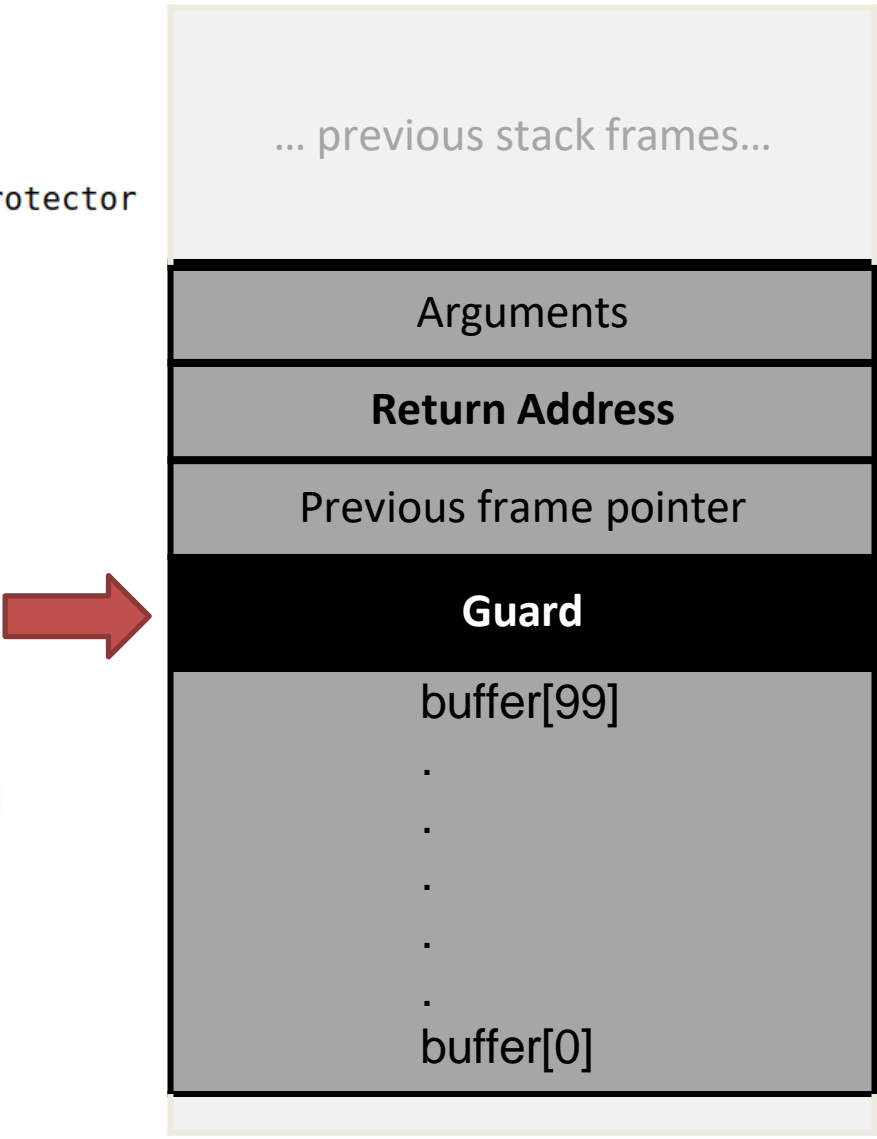 … previous stack frames…
rotector
Arguments
Return Address
Previous frame pointer
Guard
buffer[99]
.
.
.
.
.
buffer[0]